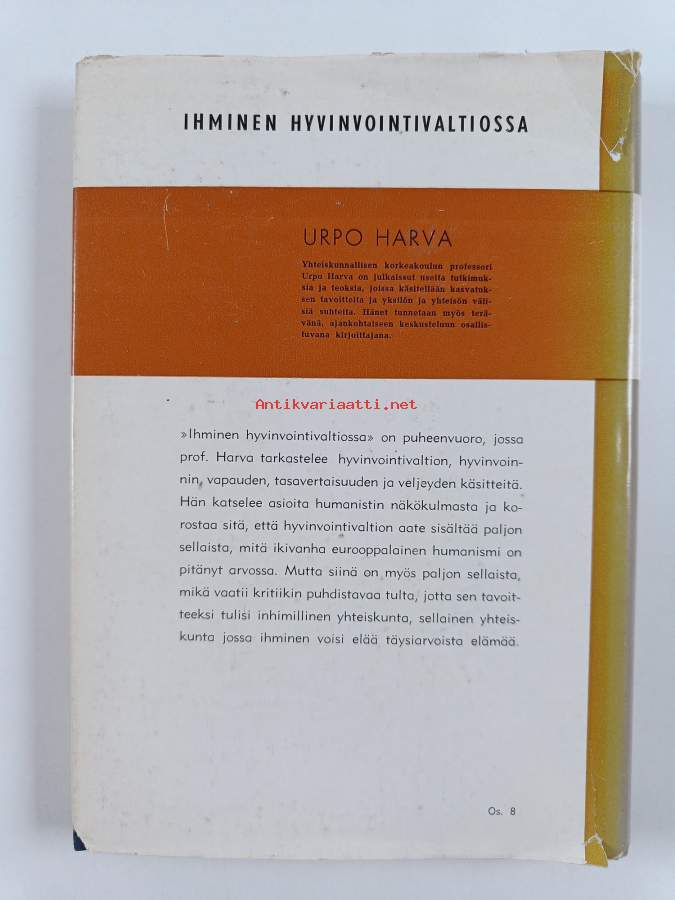 IHMINEN HYVINVOINTIVALTIOSSA
URPO HARVA
Yhteiskunnallisen korkeakoulun professori
Urpo Harva on julkaissut useita tutkimuk-
sia ja teoksia, joissa käsitellään kasvatuk-
sen tavoitteita ja yksilön ja yhteisön väli-
siä suhteita. Hänet tunnetaan myös terä-
vänä, ajankohtaiseen keskusteluun osallis-
tuvana kirjoittajana.
Antikvariaatti.net
»Ihminen hyvinvointivaltiossa» on puheenvuoro, jossa
prof. Harva tarkastelee hyvinvointivaltion, hyvinvoin-
nin, vapauden, tasavertaisuuden ja veljeyden käsitteitä.
Hän katselee asioita humanistin näkökulmasta ja ko-
rostaa sitä, että hyvinvointivaltion aate sisältää paljon
sellaista, mitä ikivanha eurooppalainen humanismi on
pitänyt arvossa. Mutta siinä on myös paljon sellaista,
mikä vaatii kritiikin puhdistavaa tulta, jotta sen tavoit-
teeksi tulisi inhimillinen yhteiskunta, sellainen yhteis-
kunta jossa ihminen voisi elää täysiarvoista elämää.
Os. 8